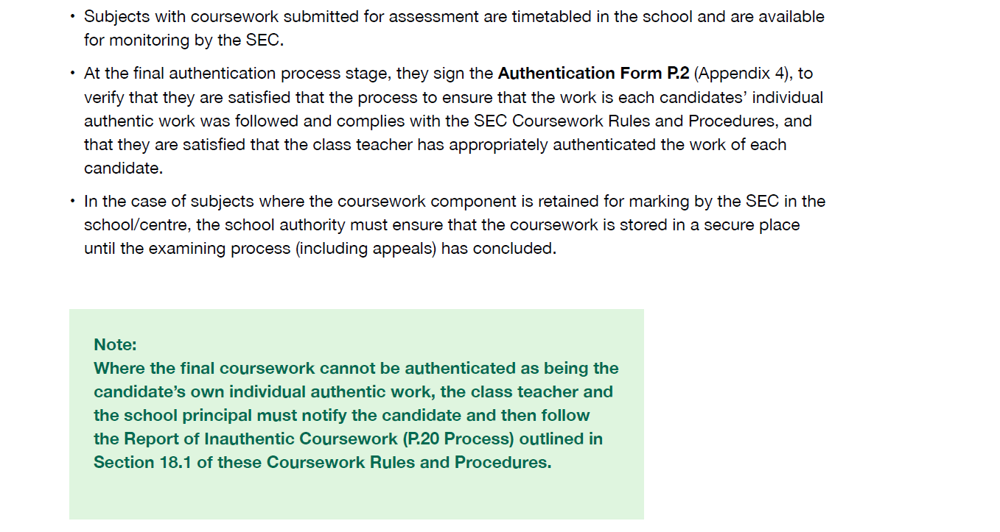 • Subjects with coursework submitted for assessment are timetabled in the school and are available
for monitoring by the SEC.
• At the final authentication process stage, they sign the Authentication Form P.2 (Appendix 4), to
verify that they are satisfied that the process to ensure that the work is each candidates’ individual
authentic work was followed and complies with the SEC Coursework Rules and Procedures, and
that they are satisfied that the class teacher has appropriately authenticated the work of each
candidate.
• In the case of subjects where the coursework component is retained for marking by the SEC in the
school/centre, the school authority must ensure that the coursework is stored in a secure place
until the examining process (including appeals) has concluded.
Note:
Where the final coursework cannot be authenticated as being the
candidate’s own individual authentic work, the class teacher and
the school principal must notify the candidate and then follow
the Report of Inauthentic Coursework (P.20 Process) outlined in
Section 18.1 of these Coursework Rules and Procedures.